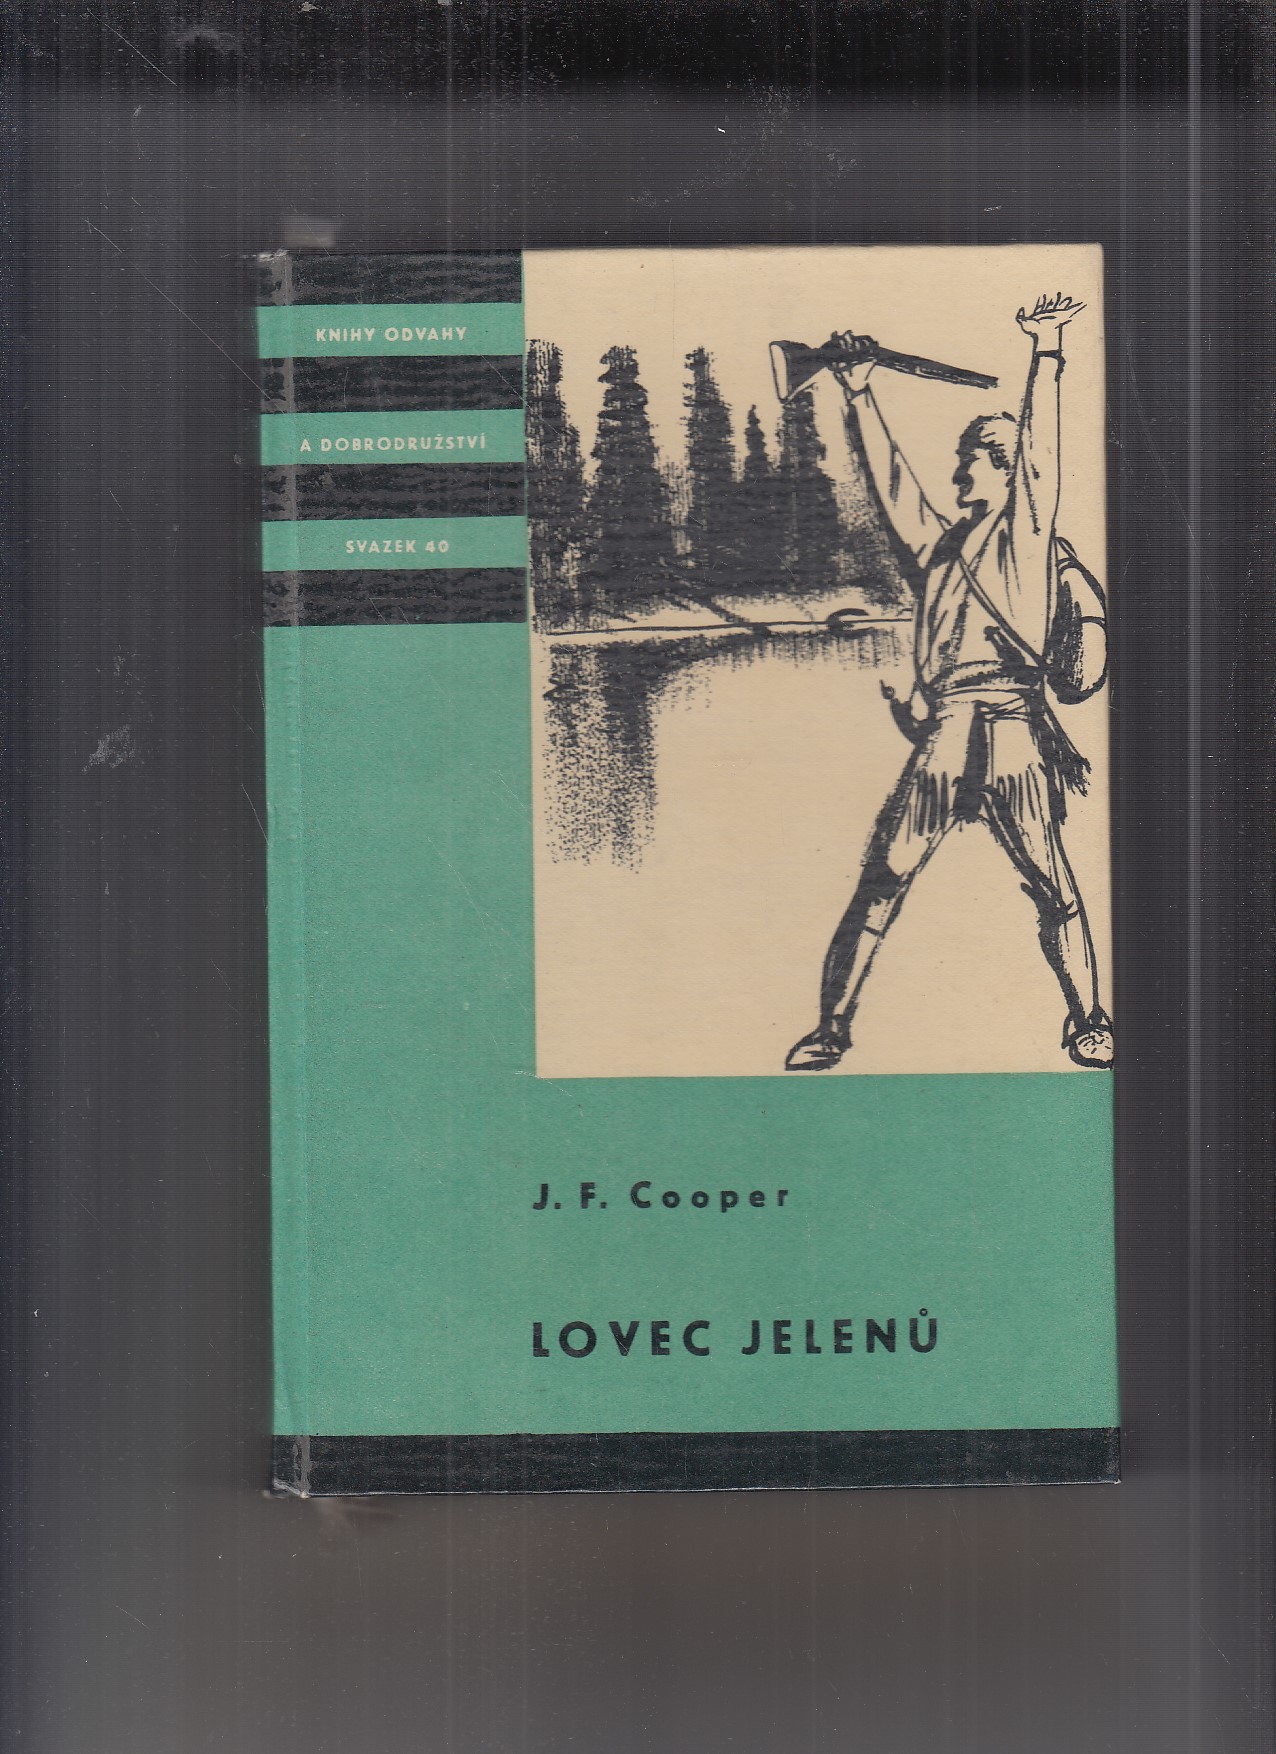 KNIHY ODVAHY
A DOBRODRUŽSTVÍ
SVAZEK 40
J. F. Cooper
LOVEC JELENŮ